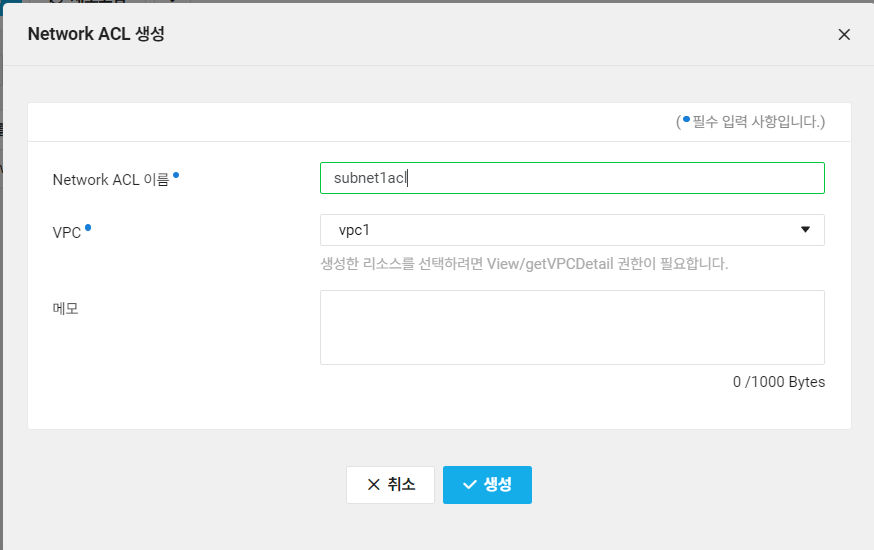 Network ACL 생성
(•필수 입력 사항입니다.)
Network ACL 이름•
subnet1acl
VPC•
vpc1
생성한 리소스를 선택하려면 View/getVPCDetail 권한이 필요합니다.
메모
0 /1000 Bytes
취소
생성